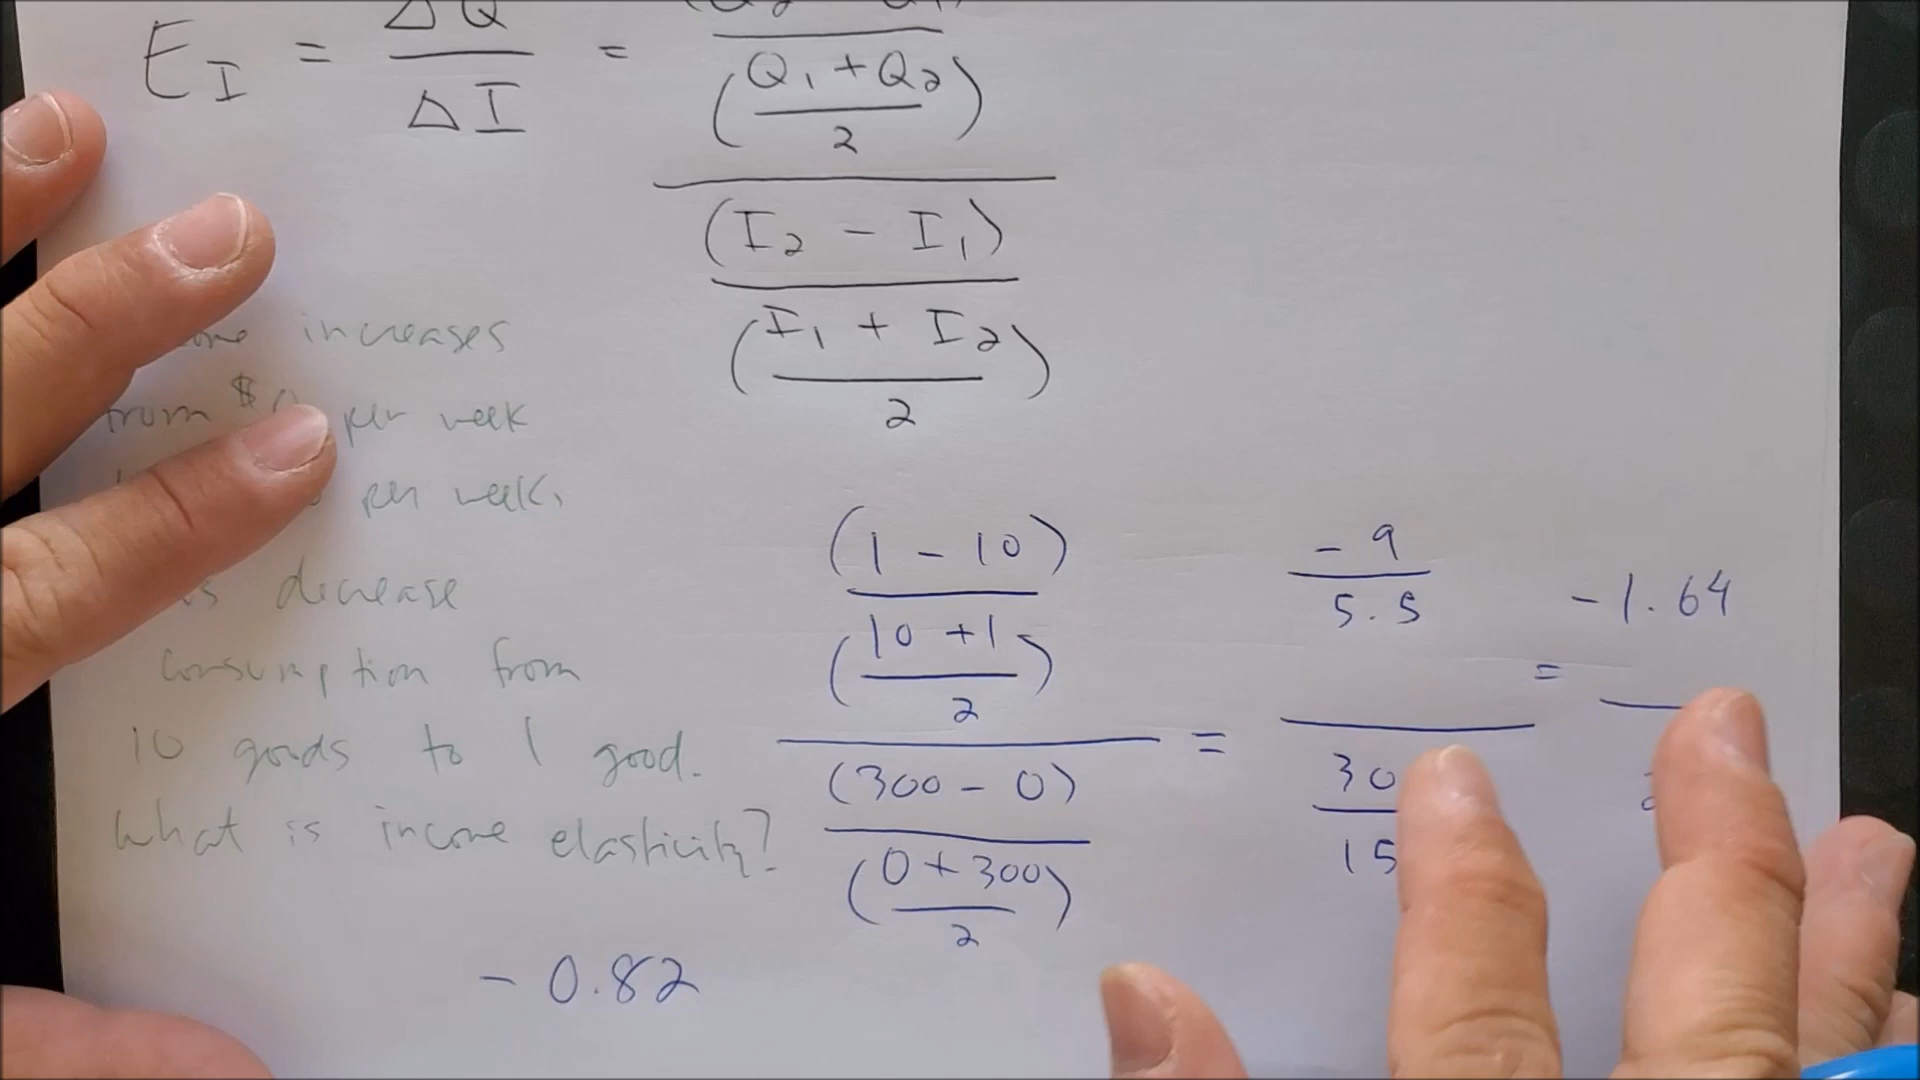 E_I = ΔQ / ΔI =
(Q₁ + Q₂ / 2)
(I₂ - I₁)
(I₁ + I₂ / 2)
increases
from $0 per week
per week.
decrease
consumption from
10 goods to 1 good.
What is income elasticity?
- 0.82
(1 - 10)
(10 + 1 / 2)
(300 - 0)
(0 + 300 / 2)
=
- 9
5.5
=
- 1.64